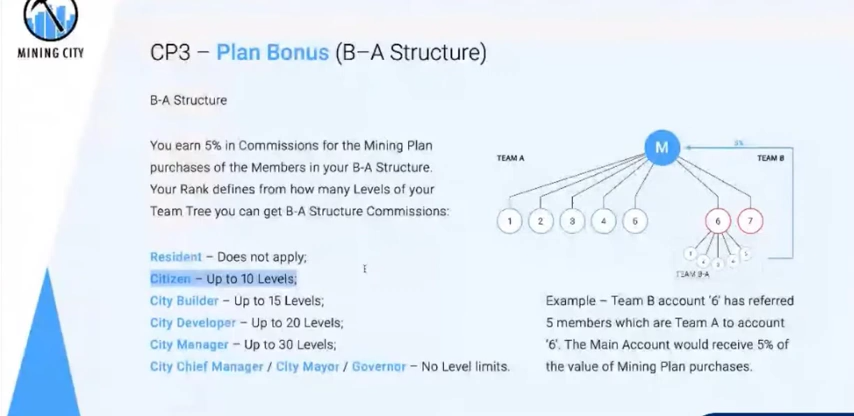 MINING CITY
CP3 – Plan Bonus (B–A Structure)
B-A Structure
You earn 5% in Commissions for the Mining Plan
purchases of the Members in your B-A Structure.
Your Rank defines from how many Levels of your
Team Tree you can get B-A Structure Commissions:
Resident – Does not apply;
Citizen – Up to 10 Levels;
City Builder – Up to 15 Levels;
City Developer – Up to 20 Levels;
City Manager – Up to 30 Levels;
City Chief Manager / City Mayor / Governor – No Level limits.
M
5%
TEAM A
TEAM B
1 2 3 4 5 6 7
TEAM B-A
Example – Team B account '6' has referred
5 members which are Team A to account
'6'. The Main Account would receive 5% of
the value of Mining Plan purchases.